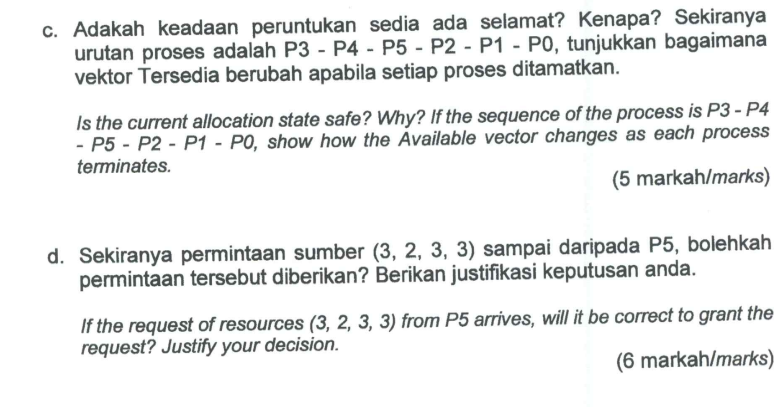 c. Adakah keadaan peruntukan sedia ada selamat? Kenapa? Sekiranya
urutan proses adalah P3 - P4 - P5 - P2 - P1 - P0, tunjukkan bagaimana
vektor Tersedia berubah apabila setiap proses ditamatkan.
Is the current allocation state safe? Why? If the sequence of the process is P3 - P4
- P5 - P2 - P1 - P0, show how the Available vector changes as each process
terminates.
(5 markah/marks)
d. Sekiranya permintaan sumber (3, 2, 3, 3) sampai daripada P5, bolehkah
permintaan tersebut diberikan? Berikan justifikasi keputusan anda.
If the request of resources (3, 2, 3, 3) from P5 arrives, will it be correct to grant the
request? Justify your decision.
(6 markah/marks)